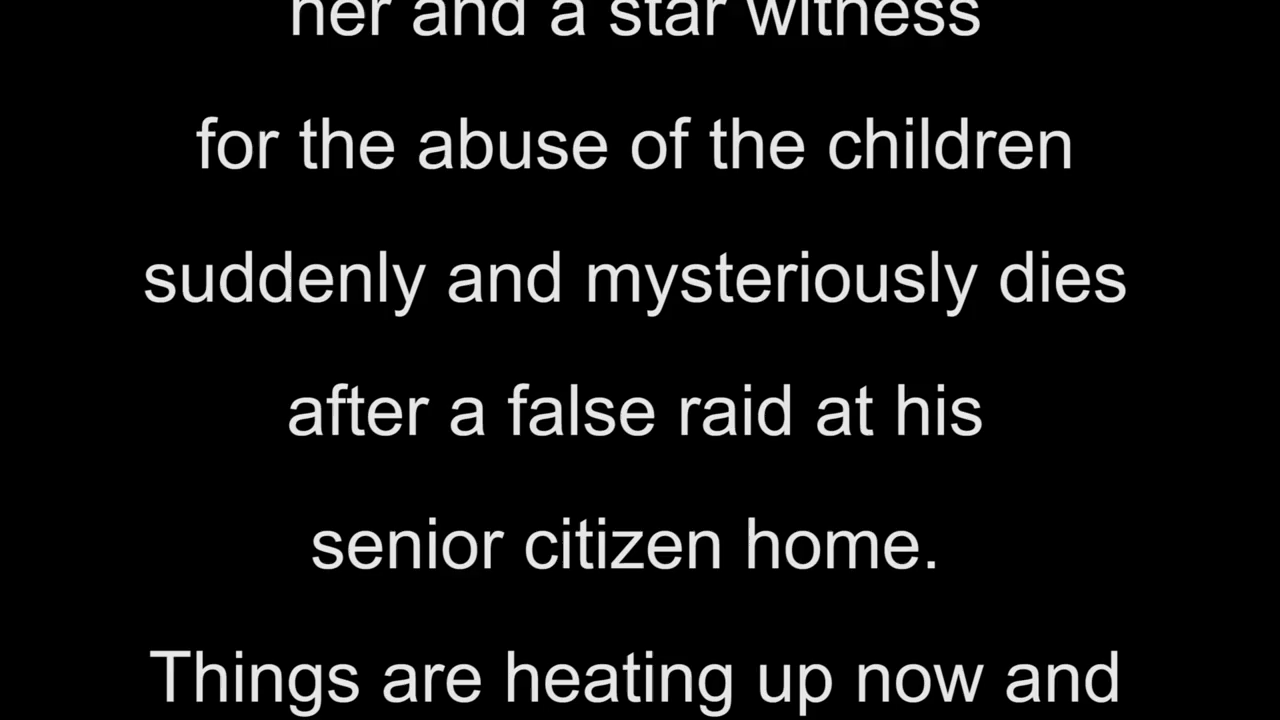 her and a star witness
for the abuse of the children
suddenly and mysteriously dies
after a false raid at his
senior citizen home.
Things are heating up now and